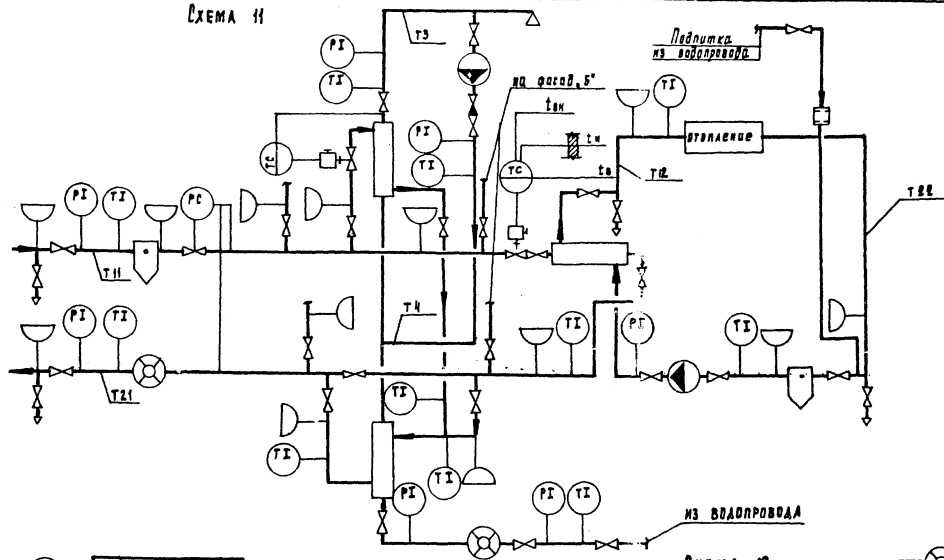 Схема 11
Т3
Подпитка
из водопровода
PI
TI
на фасад, 5°
tвн
TI
PI
TI
tн
отопление
TC
TC
tв
Т12
Т22
PI
TI
PC
Т11
Т4
PI
TI
TI
PI
TI
Т21
TI
TI
TI
PI
PI
TI
из водопровода